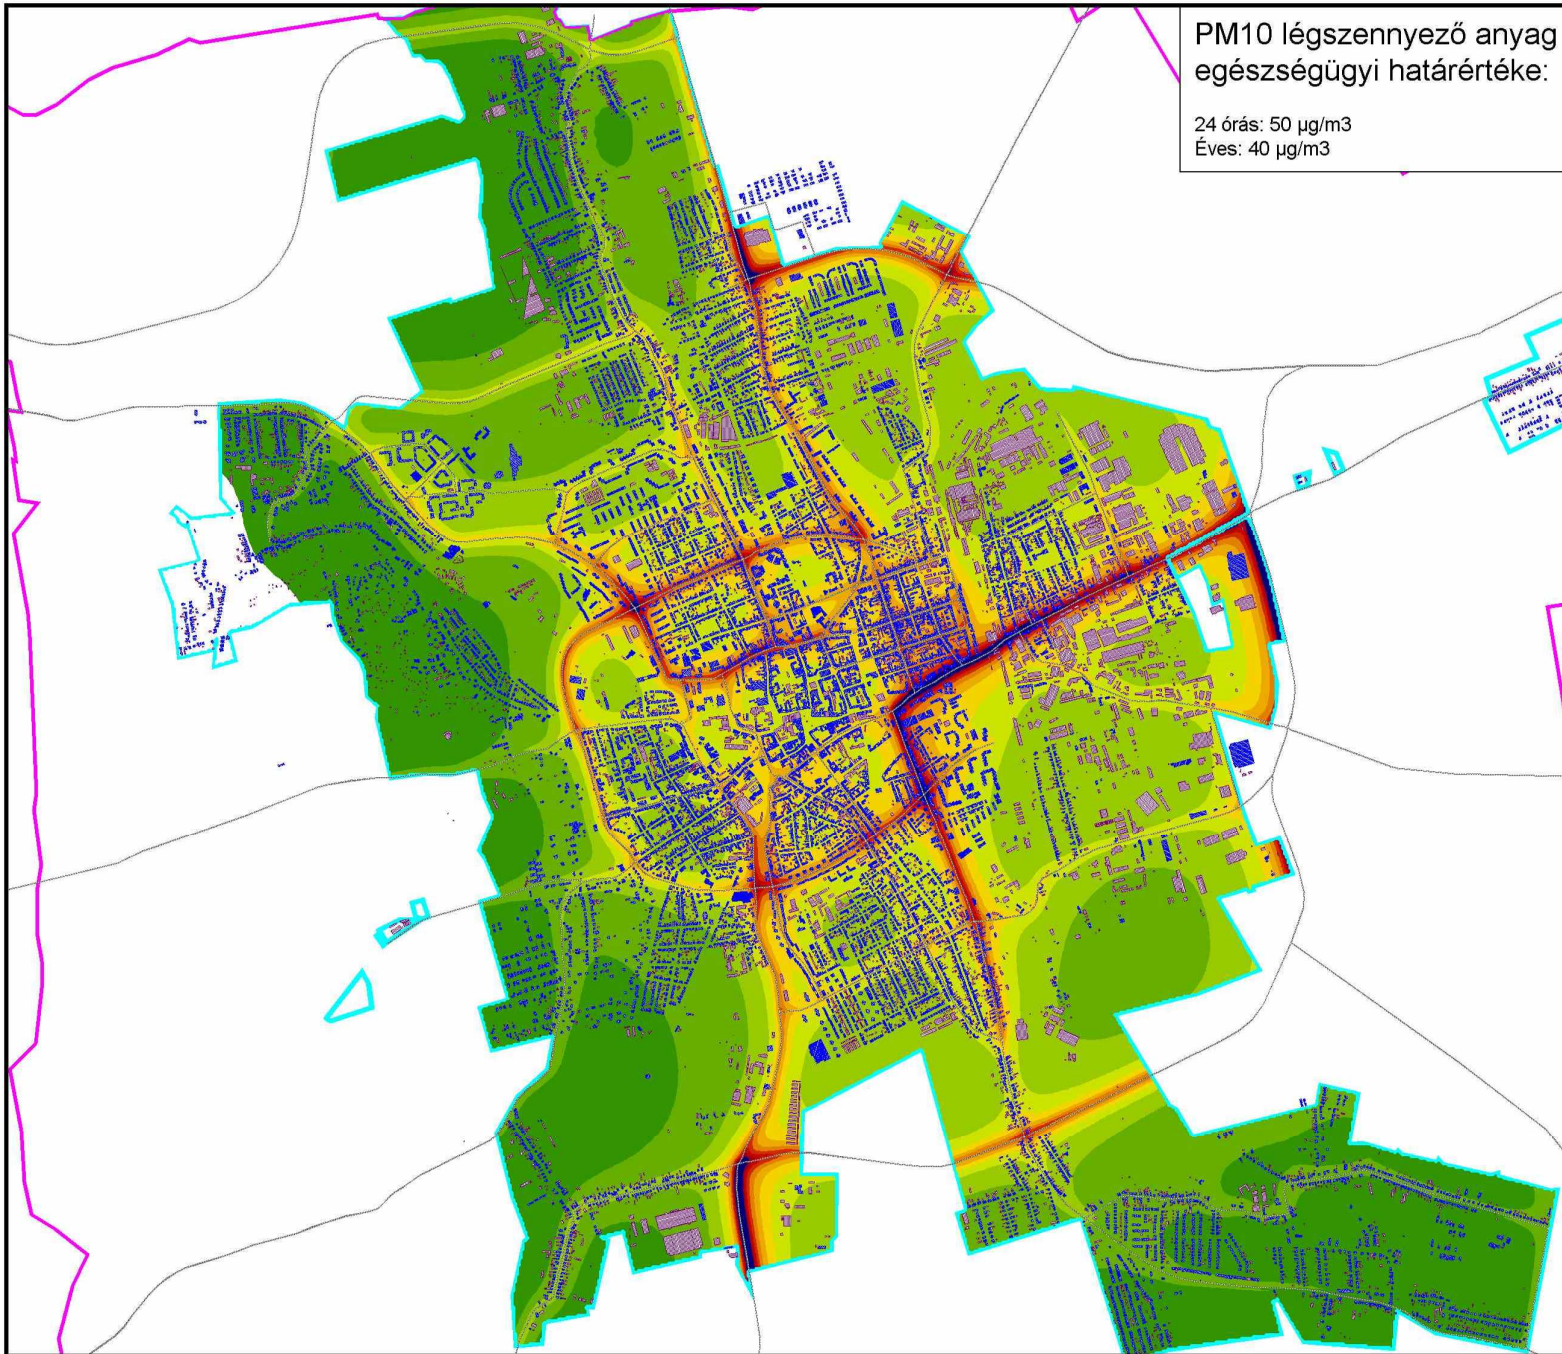 PM10 légszennyező anyag
egészségügyi határértéke:
24 órás: 50 µg/m3
Éves: 40 µg/m3